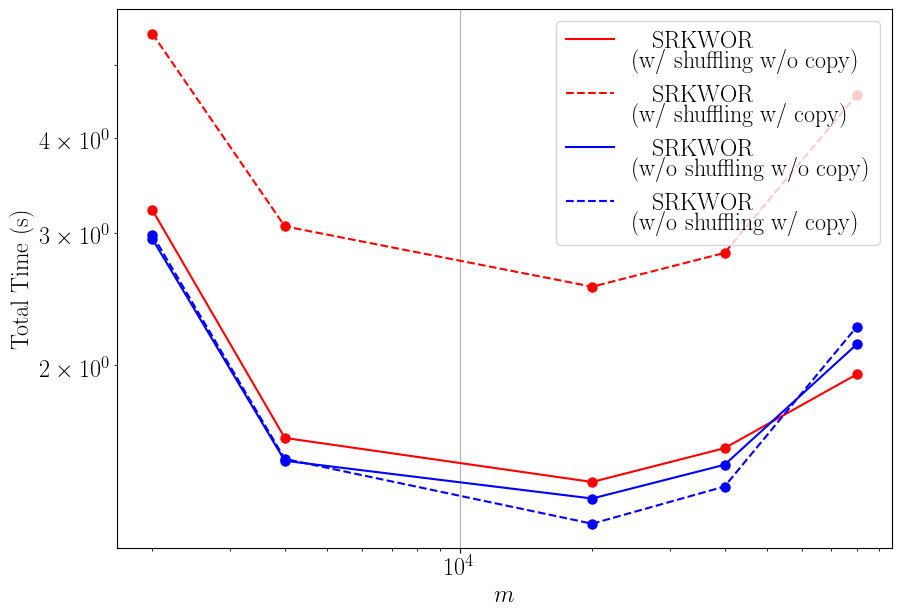 SRKWOR
(w/ shuffling w/o copy)
SRKWOR
(w/ shuffling w/ copy)
SRKWOR
(w/o shuffling w/o copy)
SRKWOR
(w/o shuffling w/ copy)
Total Time (s)
4 × 10⁰
3 × 10⁰
2 × 10⁰
10⁴
m